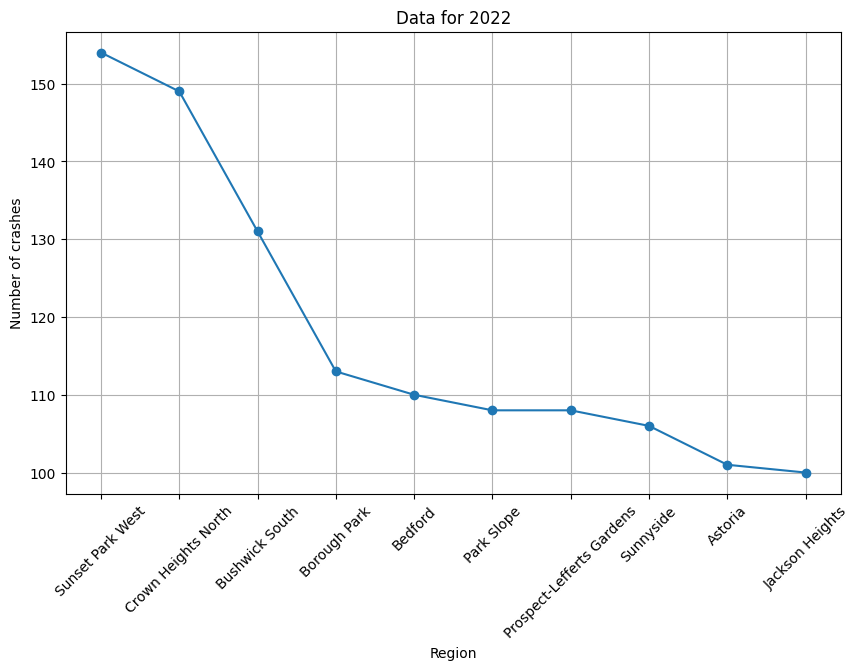 Data for 2022
Number of crashes
150
140
130
120
110
100
Sunset Park West
Crown Heights North
Bushwick South
Borough Park
Bedford
Park Slope
Prospect-Lefferts Gardens
Sunnyside
Astoria
Jackson Heights
Region